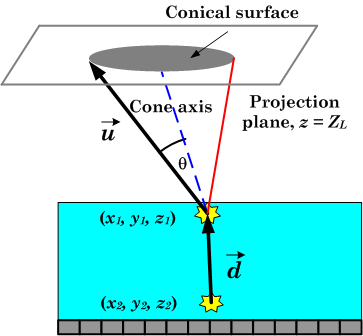 Conical surface
Cone axis
Projection
plane, z = Z_L
u
θ
(x₁, y₁, z₁)
d
(x₂, y₂, z₂)